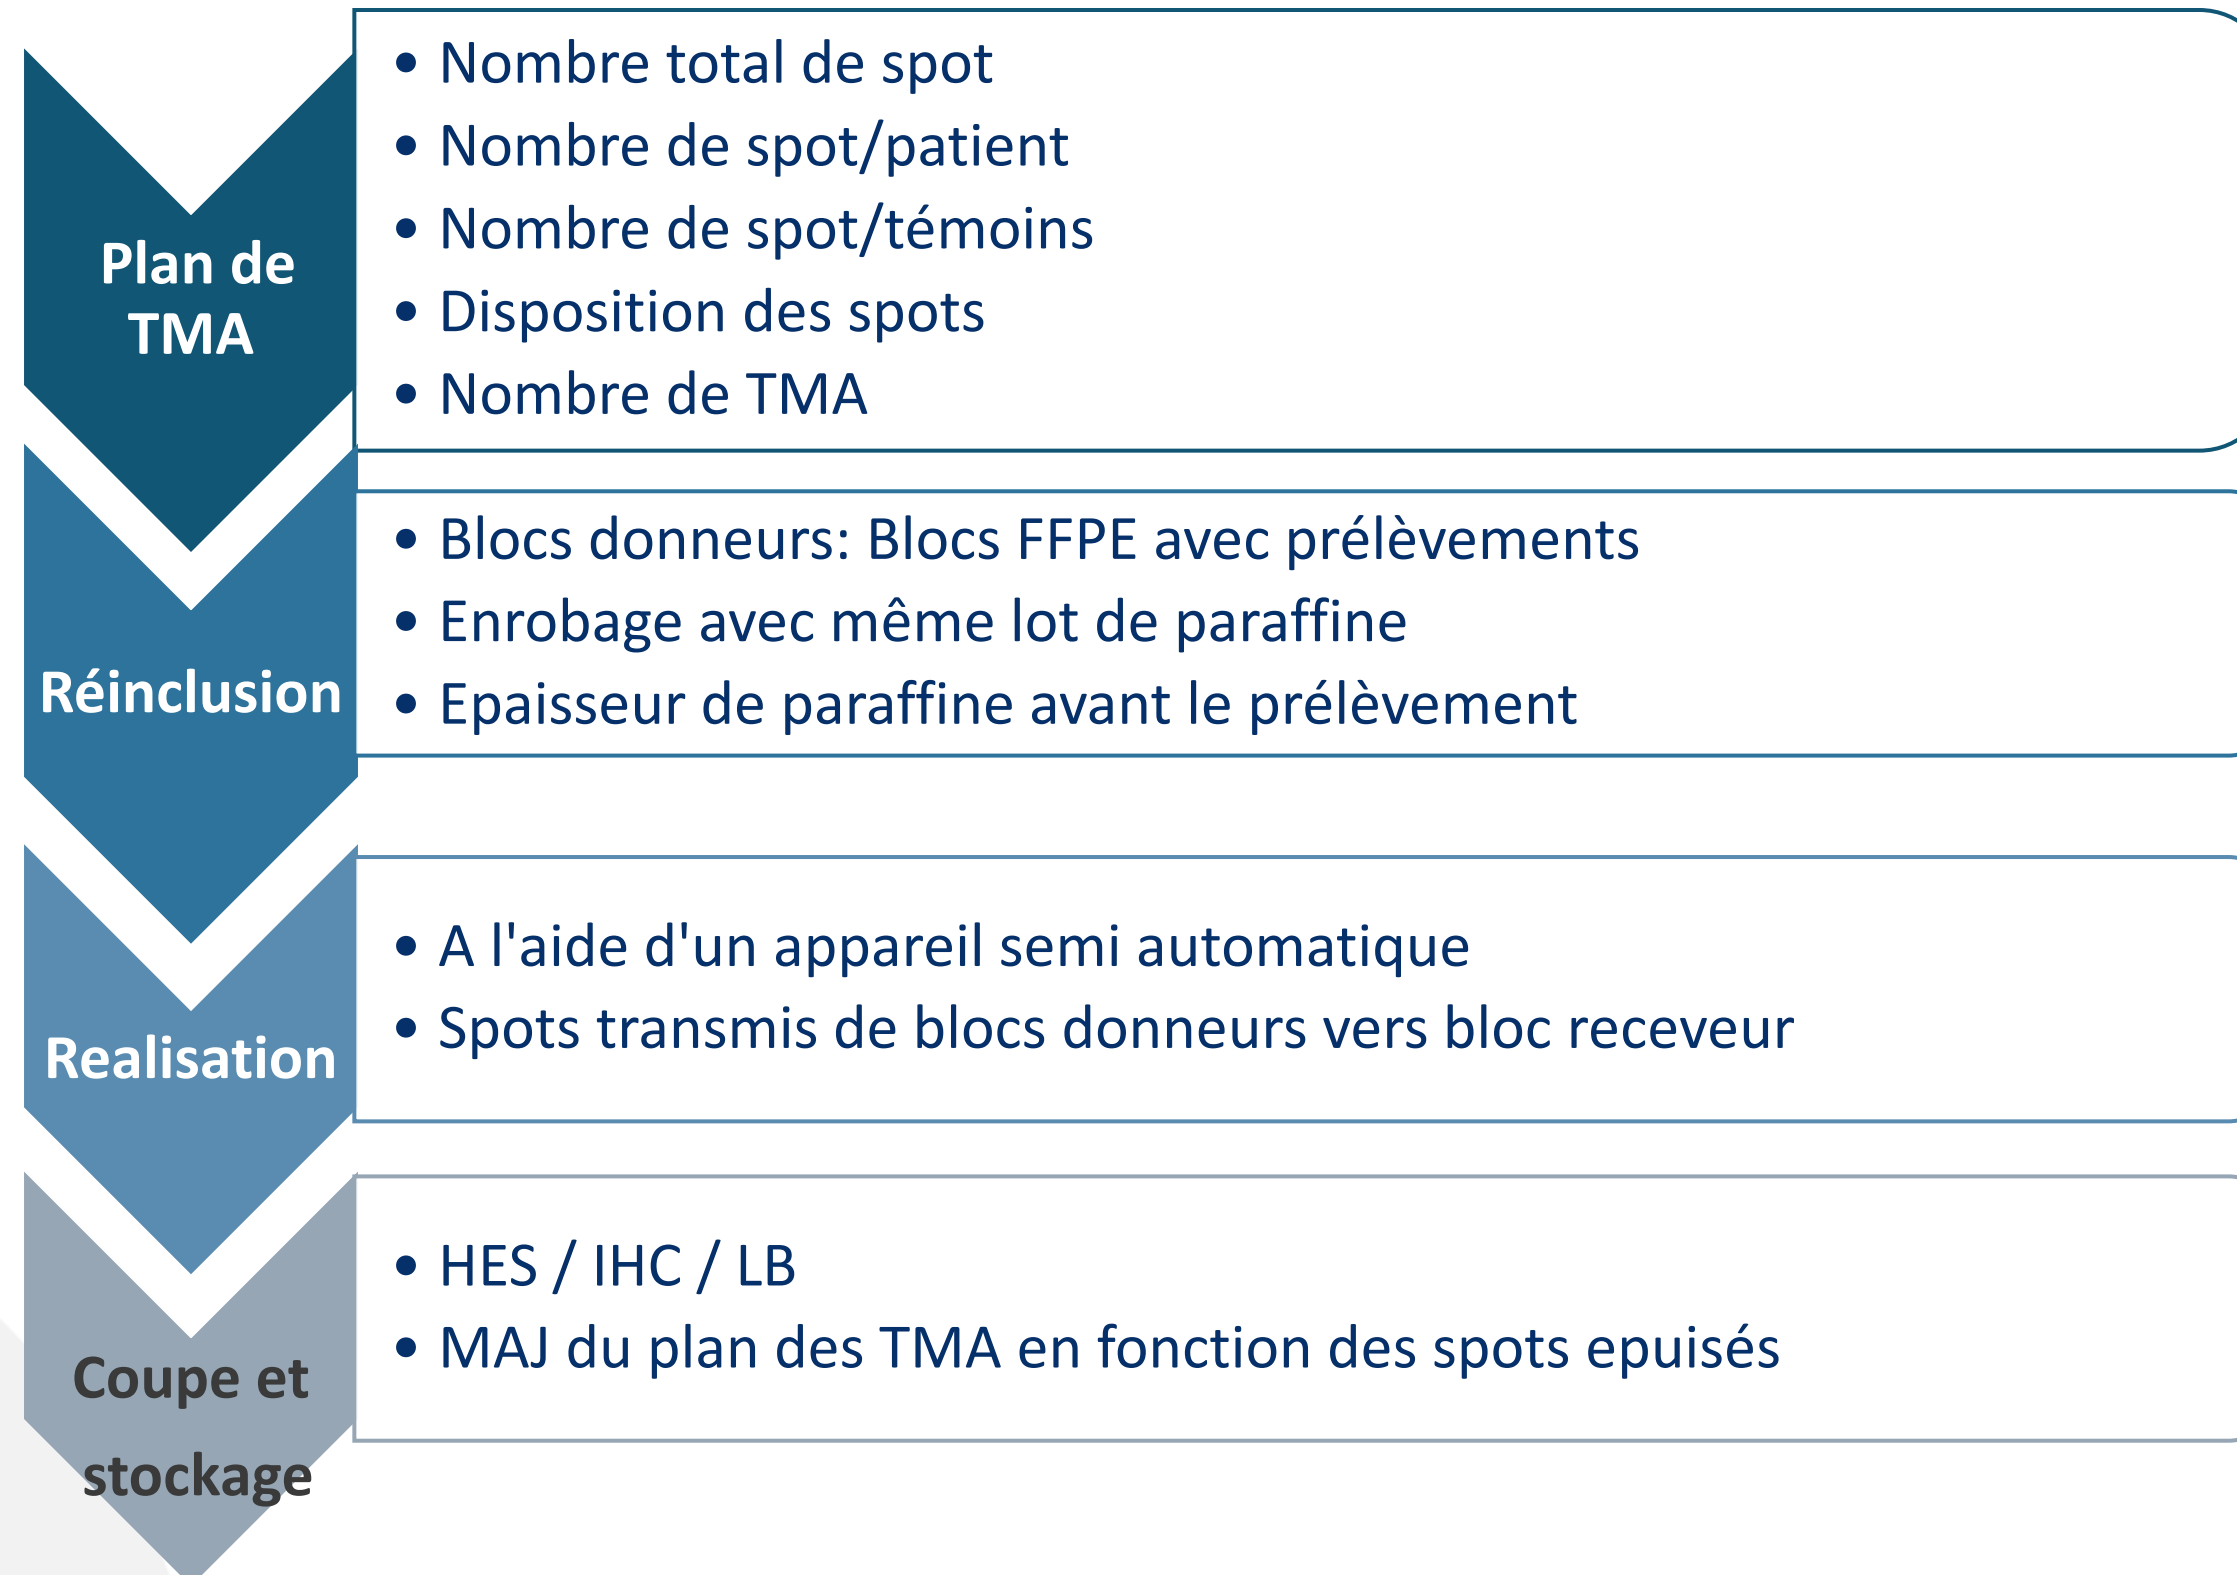 Plan de
TMA
• Nombre total de spot
• Nombre de spot/patient
• Nombre de spot/témoins
• Disposition des spots
• Nombre de TMA
Réinclusion
• Blocs donneurs: Blocs FFPE avec prélèvements
• Enrobage avec même lot de paraffine
• Epaisseur de paraffine avant le prélèvement
Realisation
• A l'aide d'un appareil semi automatique
• Spots transmis de blocs donneurs vers bloc receveur
Coupe et
stockage
• HES / IHC / LB
• MAJ du plan des TMA en fonction des spots epuisés